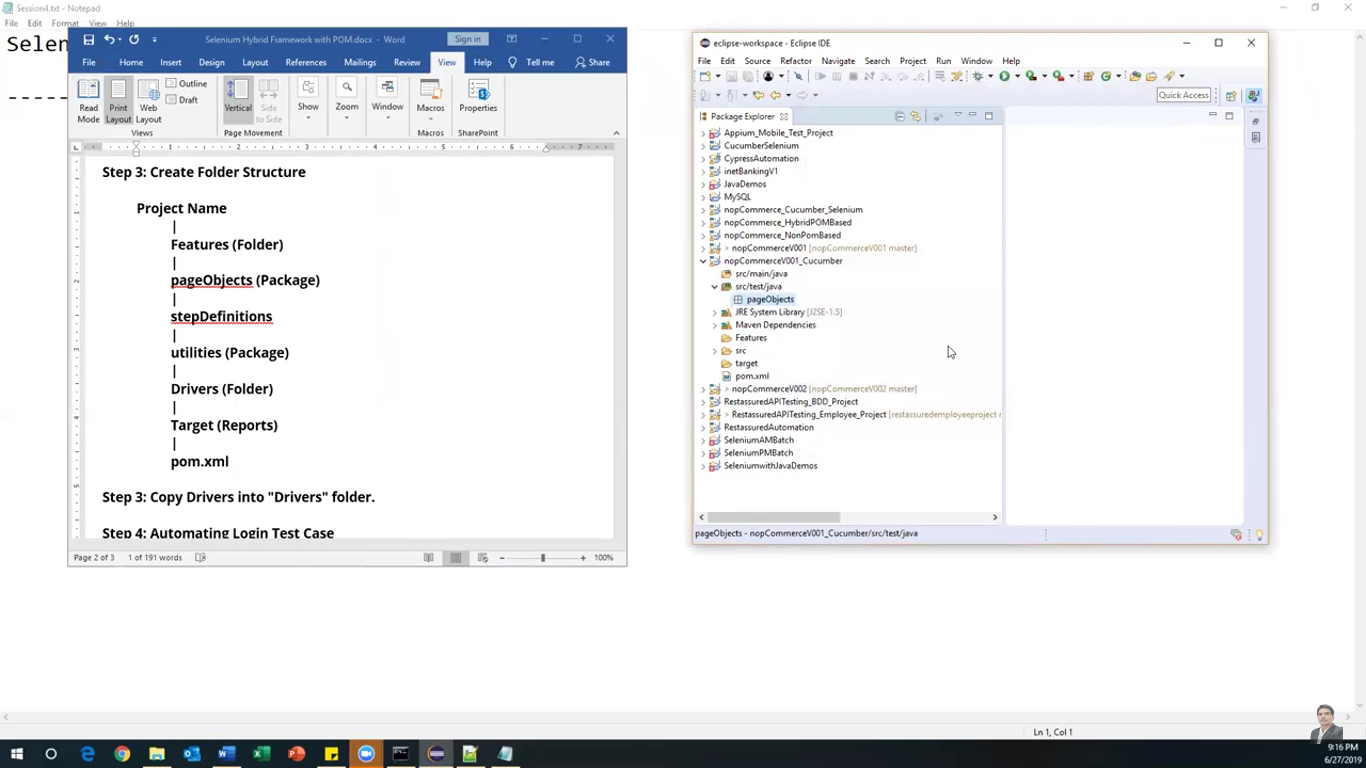 Session4.txt - Notepad
File Edit Format View Help
Selen
-----
Selenium Hybrid Framework with POM.docx - Word
Sign in
File Home Insert Design Layout References Mailings Review View Help Tell me Share
Read Mode
Print Layout
Web Layout
Outline
Draft
Views
Vertical
Side to Side
Page Movement
Show
Zoom
Window
Macros
Macros
Properties
SharePoint
1 2 3 4 5 6 7
Step 3: Create Folder Structure
Project Name
|
Features (Folder)
|
pageObjects (Package)
|
stepDefinitions
|
utilities (Package)
|
Drivers (Folder)
|
Target (Reports)
|
pom.xml
Step 3: Copy Drivers into "Drivers" folder.
Step 4: Automating Login Test Case
Page 2 of 3 1 of 191 words
100%
eclipse-workspace - Eclipse IDE
File Edit Source Refactor Navigate Search Project Run Window Help
Quick Access
Package Explorer
Appium_Mobile_Test_Project
CucumberSelenium
CypressAutomation
inetBankingV1
JavaDemos
MySQL
nopCommerce_Cucumber_Selenium
nopCommerce_HybridPOMBased
nopCommerce_NonPomBased
> nopCommerceV001 [nopCommerceV001 master]
nopCommerceV001_Cucumber
src/main/java
src/test/java
pageObjects
JRE System Library [J2SE-1.5]
Maven Dependencies
Features
src
target
pom.xml
> nopCommerceV002 [nopCommerceV002 master]
RestassuredAPITesting_BDD_Project
> RestassuredAPITesting_Employee_Project [restassuredemployeeproject r
RestassuredAutomation
SeleniumAMBatch
SeleniumPMBatch
SeleniumwithJavaDemos
pageObjects - nopCommerceV001_Cucumber/src/test/java
Ln 1, Col 1
9:16 PM
6/27/2019